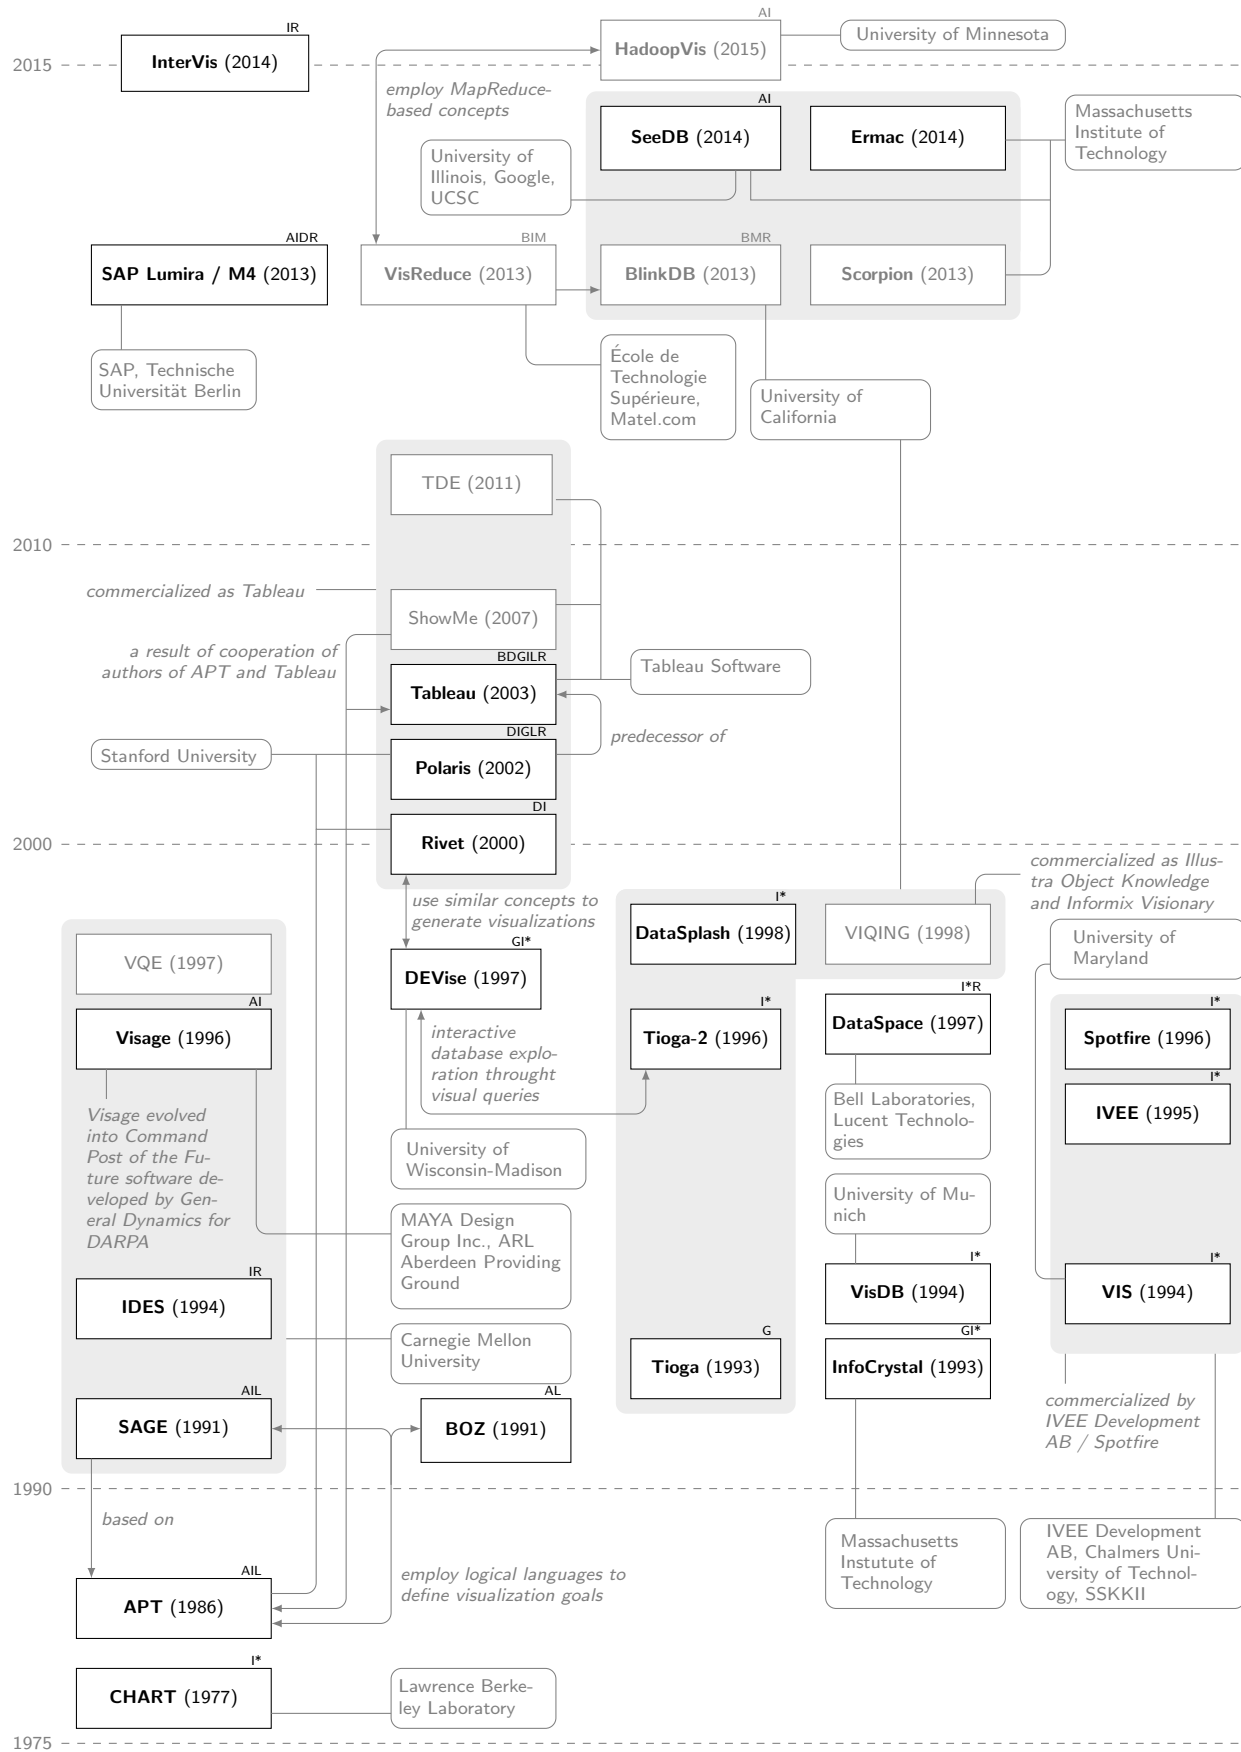 AI
University of Minnesota
IR
HadoopVis (2015)
InterVis (2014)
2015
employ MapReduce-
based concepts
AI
SeeDB (2014)
Ermac (2014)
Massachusetts
Institute of
Technology
University of
Illinois, Google,
UCSC
AIDR
SAP Lumira / M4 (2013)
BIM
VisReduce (2013)
BMR
BlinkDB (2013)
Scorpion (2013)
SAP, Technische
Universität Berlin
École de
Technologie
Supérieure,
Matel.com
University of
California
TDE (2011)
2010
commercialized as Tableau
ShowMe (2007)
a result of cooperation of
authors of APT and Tableau
BDGILR
Tableau (2003)
Tableau Software
predecessor of
Stanford University
DIGLR
Polaris (2002)
DI
Rivet (2000)
2000
commercialized as Illus-
tra Object Knowledge
and Informix Visionary
use similar concepts to
generate visualizations
I*
DataSplash (1998)
VIQING (1998)
University of
Maryland
VQE (1997)
GI*
DEVise (1997)
AI
Visage (1996)
I*
Tioga-2 (1996)
I*R
DataSpace (1997)
I*
Spotfire (1996)
interactive
database explo-
ration throught
visual queries
Bell Laboratories,
Lucent Technolo-
gies
I*
IVEE (1995)
Visage evolved
into Command
Post of the Fu-
ture software de-
veloped by Gen-
eral Dynamics for
DARPA
University of
Wisconsin-Madison
University of Mu-
nich
MAYA Design
Group Inc., ARL
Aberdeen Providing
Ground
IR
IDES (1994)
I*
VisDB (1994)
I*
VIS (1994)
Carnegie Mellon
University
G
Tioga (1993)
GI*
InfoCrystal (1993)
AIL
SAGE (1991)
AL
BOZ (1991)
commercialized by
IVEE Development
AB / Spotfire
1990
based on
Massachusetts
Instutute of
Technology
IVEE Development
AB, Chalmers Uni-
versity of Technol-
ogy, SSKKII
AIL
APT (1986)
employ logical languages to
define visualization goals
I*
CHART (1977)
Lawrence Berke-
ley Laboratory
1975